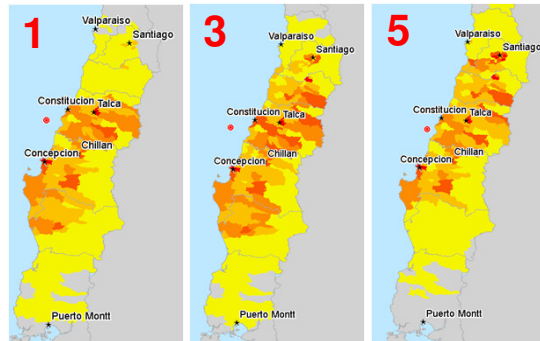 1
Valparaiso
Santiago
Constitucion
Talca
Chillan
Concepcion
Puerto Montt
3
Valparaiso
Santiago
Constitucion
Talca
Chillan
Concepcion
Puerto Montt
5
Valparaiso
Santiago
Constitucion
Talca
Chillan
Concepcion
Puerto Montt